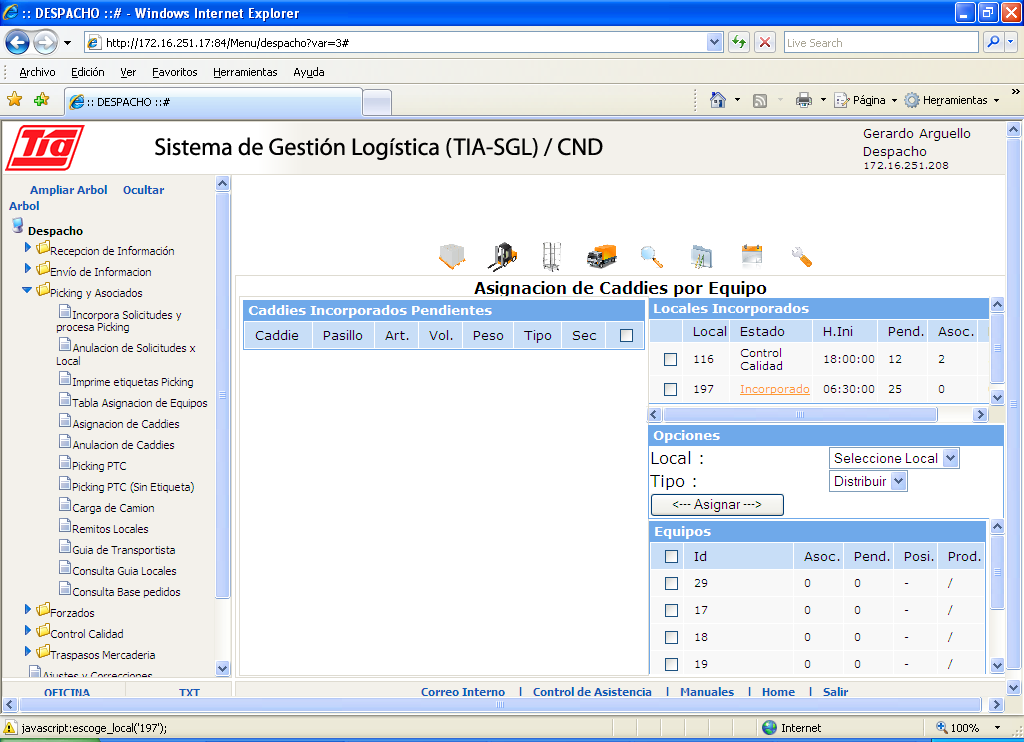 :: DESPACHO ::# - Windows Internet Explorer
http://172.16.251.17:84/Menu/despacho?var=3#
Live Search
Archivo Edición Ver Favoritos Herramientas Ayuda
:: DESPACHO ::#
Página Herramientas
Tia
Sistema de Gestión Logística (TIA-SGL) / CND
Gerardo Arguello
Despacho
172.16.251.208
Ampliar Arbol Ocultar
Arbol
Despacho
Recepcion de Información
Envío de Informacion
Picking y Asociados
Incorpora Solicitudes y
procesa Picking
Anulacion de Solicitudes x
Local
Imprime etiquetas Picking
Tabla Asignacion de Equipos
Asignacion de Caddies
Anulacion de Caddies
Picking PTC
Picking PTC (Sin Etiqueta)
Carga de Camion
Remitos Locales
Guia de Transportista
Consulta Guia Locales
Consulta Base pedidos
Forzados
Control Calidad
Traspasos Mercaderia
Ajustes y Correcciones
OFICINA TXT
Asignacion de Caddies por Equipo
Caddies Incorporados Pendientes
Caddie Pasillo Art. Vol. Peso Tipo Sec
Locales Incorporados
Local Estado H.Ini Pend. Asoc.
116 Control Calidad 18:00:00 12 2
197 Incorporado 06:30:00 25 0
Opciones
Local : Seleccione Local
Tipo : Distribuir
<--- Asignar --->
Equipos
Id Asoc. Pend. Posi. Prod.
29 0 0 - /
17 0 0 - /
18 0 0 - /
19 0 0 - /
Correo Interno | Control de Asistencia | Manuales | Home | Salir
javascript:escoge_local('197');
Internet
100%